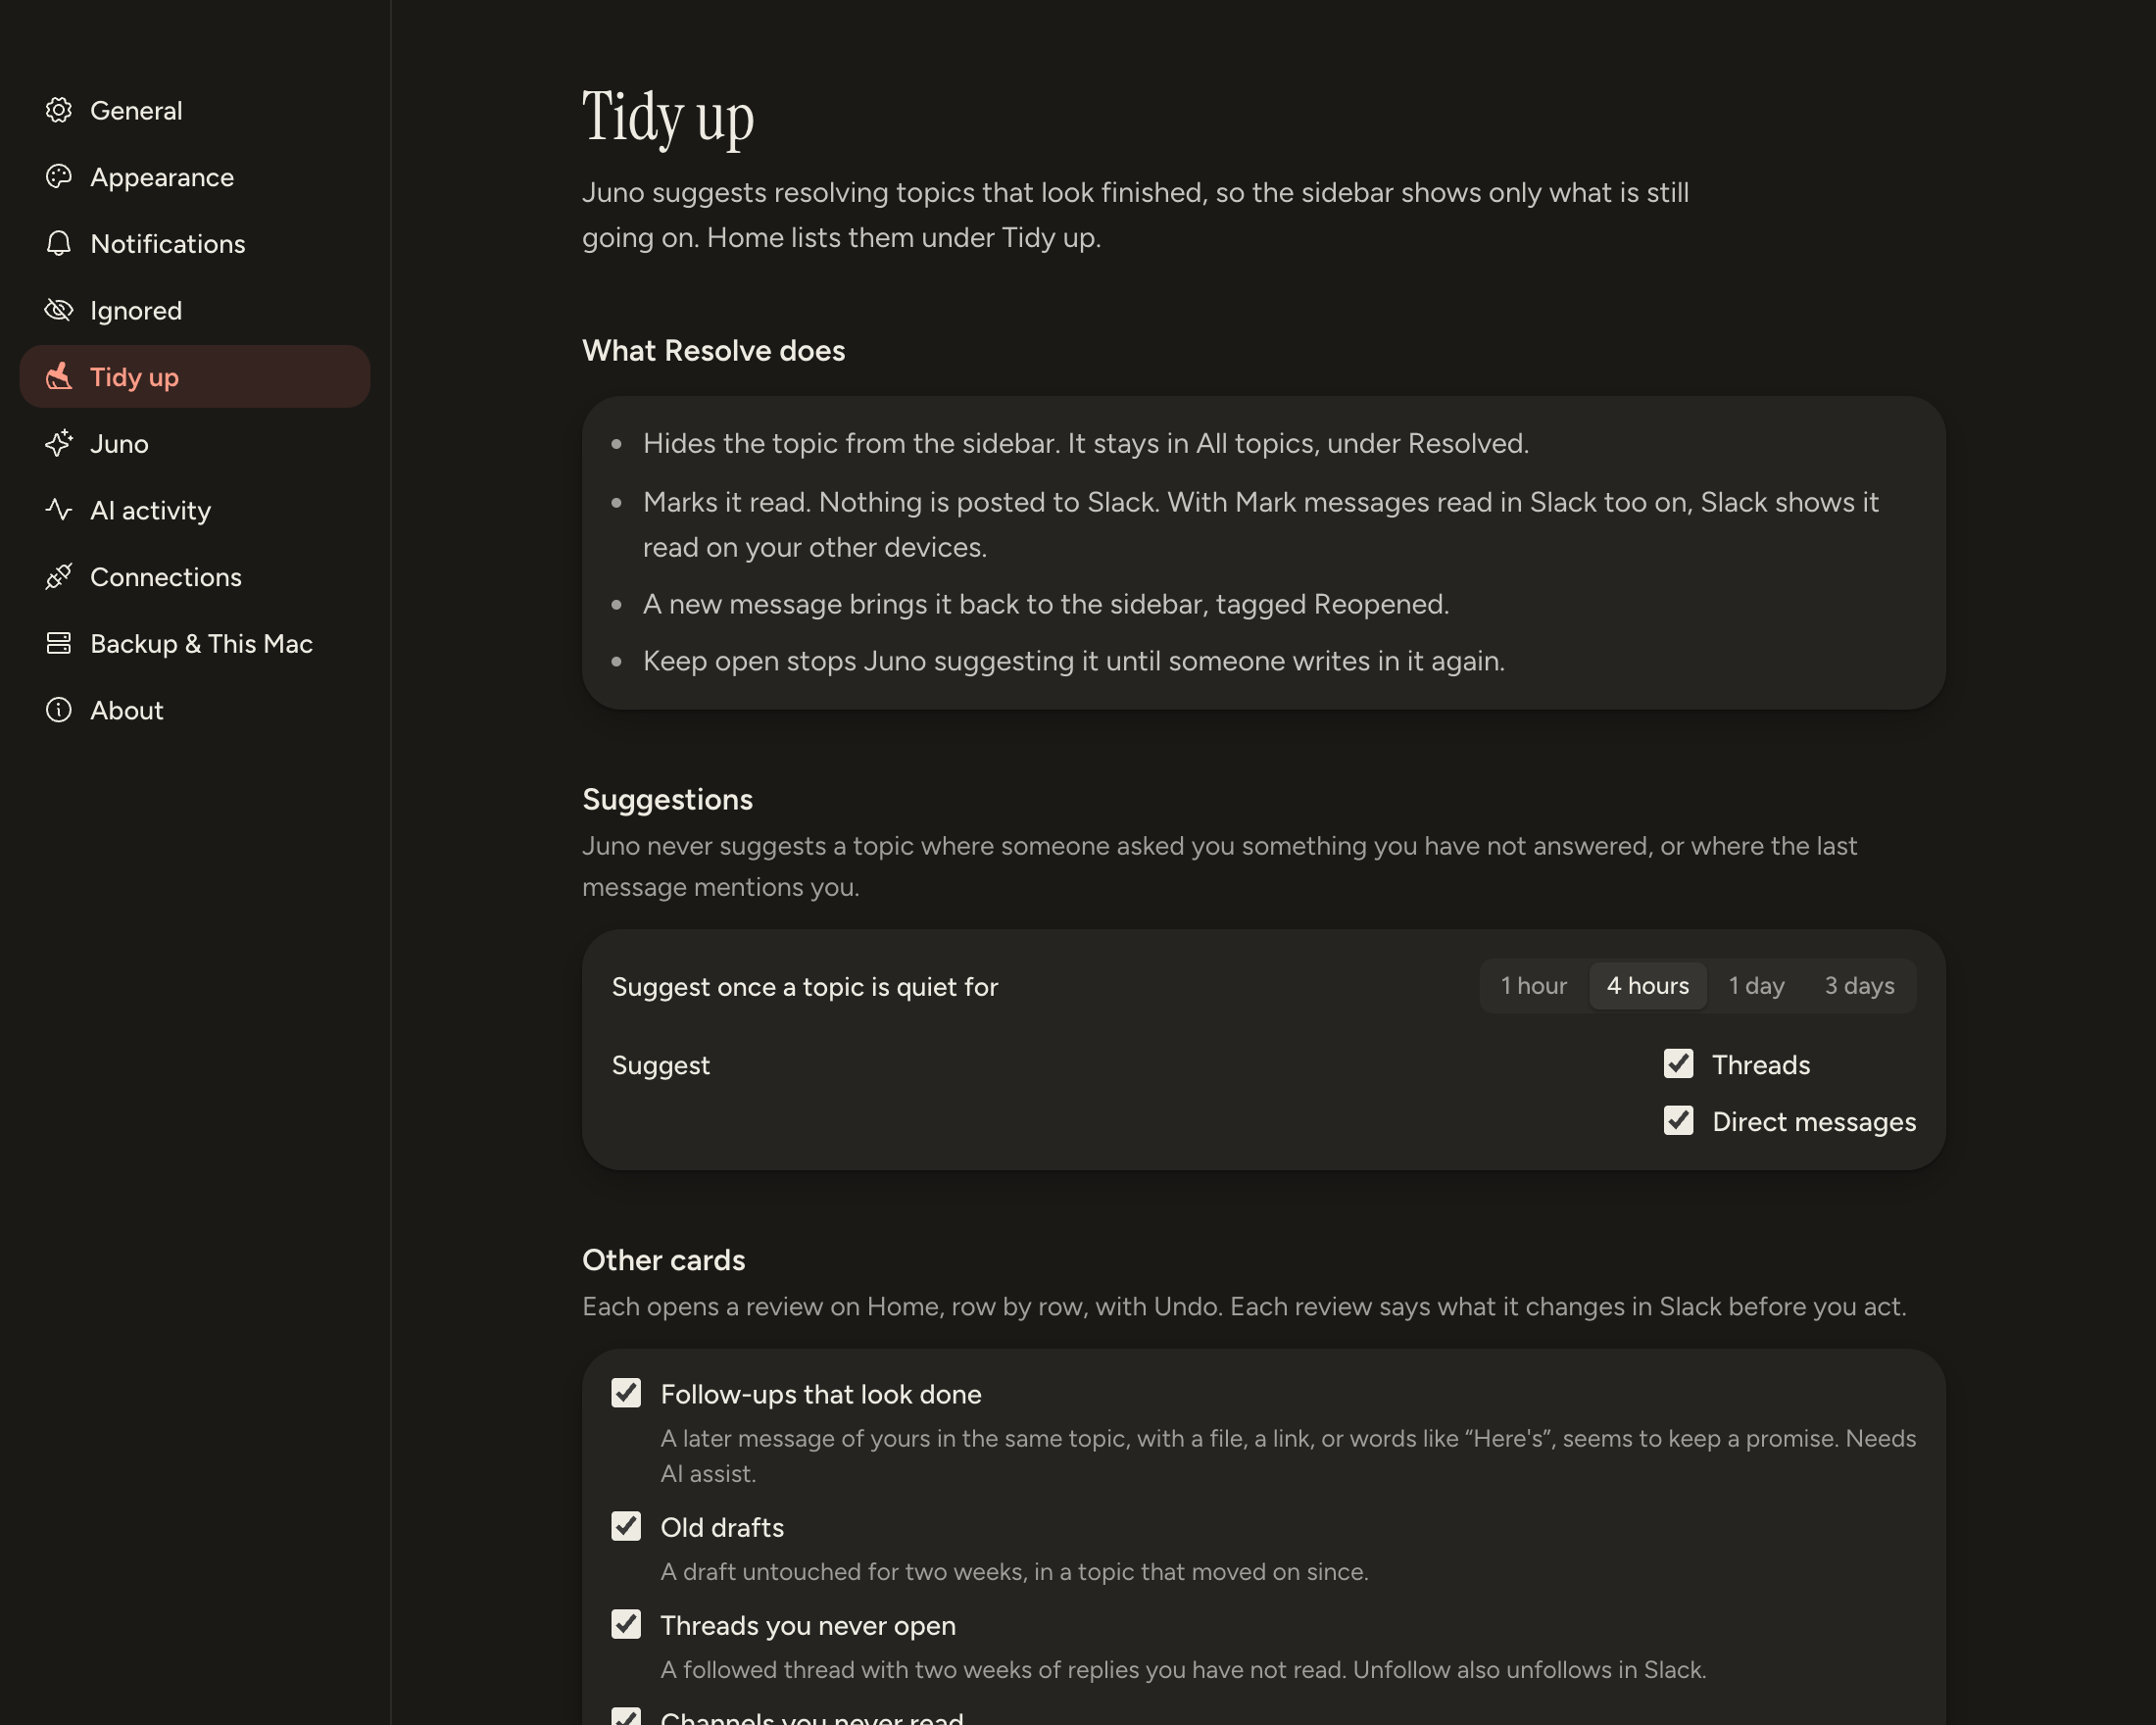 General
Appearance
Notifications
Ignored
Tidy up
Juno
AI activity
Connections
Backup & This Mac
About
Tidy up
Juno suggests resolving topics that look finished, so the sidebar shows only what is still
going on. Home lists them under Tidy up.
What Resolve does
• Hides the topic from the sidebar. It stays in All topics, under Resolved.
• Marks it read. Nothing is posted to Slack. With Mark messages read in Slack too on, Slack shows it
read on your other devices.
• A new message brings it back to the sidebar, tagged Reopened.
• Keep open stops Juno suggesting it until someone writes in it again.
Suggestions
Juno never suggests a topic where someone asked you something you have not answered, or where the last
message mentions you.
Suggest once a topic is quiet for 1 hour 4 hours 1 day 3 days
Suggest Threads
Direct messages
Other cards
Each opens a review on Home, row by row, with Undo. Each review says what it changes in Slack before you act.
Follow-ups that look done
A later message of yours in the same topic, with a file, a link, or words like “Here's”, seems to keep a promise. Needs
AI assist.
Old drafts
A draft untouched for two weeks, in a topic that moved on since.
Threads you never open
A followed thread with two weeks of replies you have not read. Unfollow also unfollows in Slack.
Channels you never read